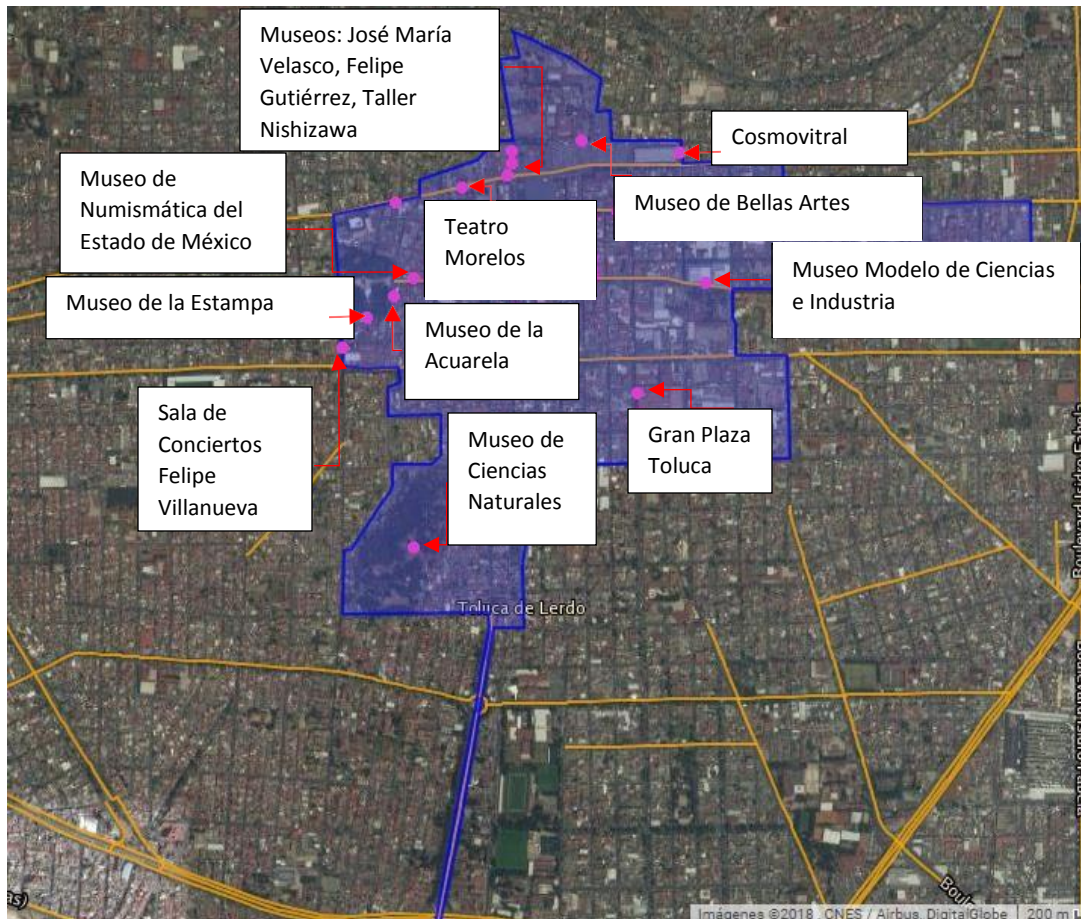 Museos: José María
Velasco, Felipe
Gutiérrez, Taller
Nishizawa
Cosmovitral
Museo de
Numismática del
Estado de México
Museo de Bellas Artes
Teatro
Morelos
Museo Modelo de Ciencias
e Industria
Museo de la Estampa
Museo de la
Acuarela
Sala de
Conciertos
Felipe
Villanueva
Museo de
Ciencias
Naturales
Gran Plaza
Toluca
Toluca de Lerdo
Imágenes ©2018 , CNES / Airbus, DigitalGlobe
200 m